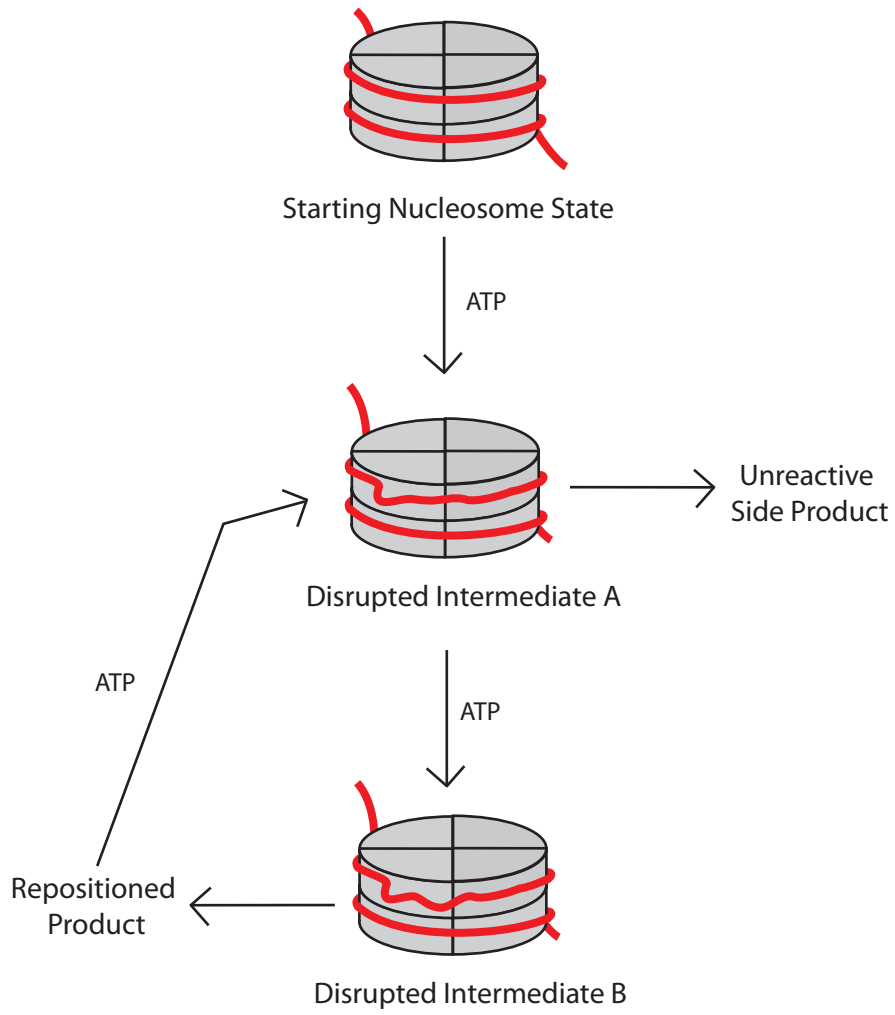 Starting Nucleosome State
ATP
Unreactive
Side Product
Disrupted Intermediate A
ATP
ATP
Repositioned
Product
Disrupted Intermediate B